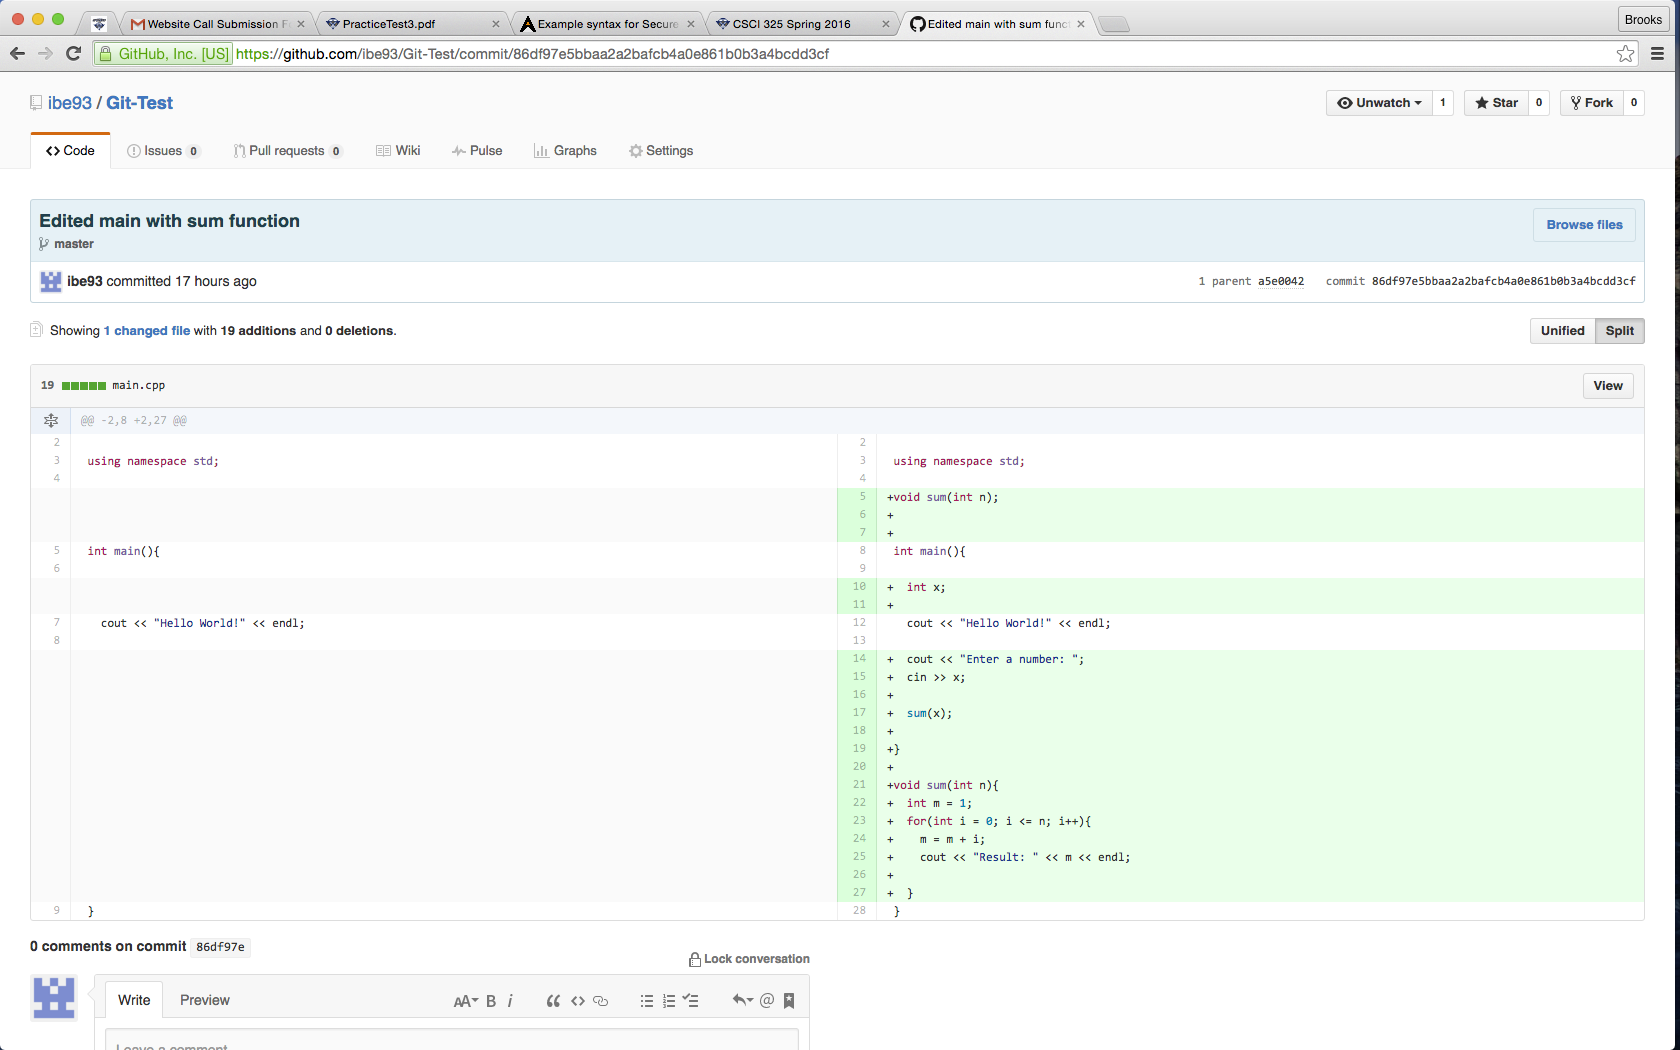 Website Call Submission F
PracticeTest3.pdf
Example syntax for Secure
CSCI 325 Spring 2016
Edited main with sum funct
Brooks
GitHub, Inc. [US] https://github.com/ibe93/Git-Test/commit/86df97e5bbaa2a2bafcb4a0e861b0b3a4bcdd3cf
ibe93 / Git-Test
Unwatch 1 Star 0 Fork 0
Code Issues 0 Pull requests 0 Wiki Pulse Graphs Settings
Edited main with sum function
Browse files
master
ibe93 committed 17 hours ago
1 parent a5e0042 commit 86df97e5bbaa2a2bafcb4a0e861b0b3a4bcdd3cf
Showing 1 changed file with 19 additions and 0 deletions.
Unified Split
19 main.cpp
View
@@ -2,8 +2,27 @@
2 2
3 using namespace std; 3 using namespace std;
4 4
5 +void sum(int n);
6 +
7 +
5 int main(){ 8 int main(){
6 9
10 + int x;
11 +
7 cout << "Hello World!" << endl; 12 cout << "Hello World!" << endl;
8 13
14 + cout << "Enter a number: ";
15 + cin >> x;
16 +
17 + sum(x);
18 +
19 +}
20 +
21 +void sum(int n){
22 + int m = 1;
23 + for(int i = 0; i <= n; i++){
24 + m = m + i;
25 + cout << "Result: " << m << endl;
26 +
27 + }
9 } 28 }
0 comments on commit 86df97e
Lock conversation
Write Preview AA B i
Leave a comment